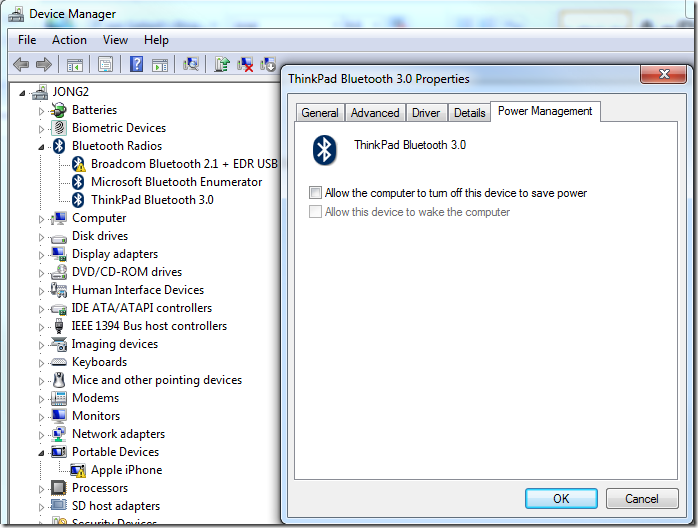 Device Manager
File Action View Help
JONG2
Batteries
Biometric Devices
Bluetooth Radios
Broadcom Bluetooth 2.1 + EDR USB
Microsoft Bluetooth Enumerator
ThinkPad Bluetooth 3.0
Computer
Disk drives
Display adapters
DVD/CD-ROM drives
Human Interface Devices
IDE ATA/ATAPI controllers
IEEE 1394 Bus host controllers
Imaging devices
Keyboards
Mice and other pointing devices
Modems
Monitors
Network adapters
Portable Devices
Apple iPhone
Processors
SD host adapters
Security Devices
ThinkPad Bluetooth 3.0 Properties
General Advanced Driver Details Power Management
ThinkPad Bluetooth 3.0
Allow the computer to turn off this device to save power
Allow this device to wake the computer
OK Cancel